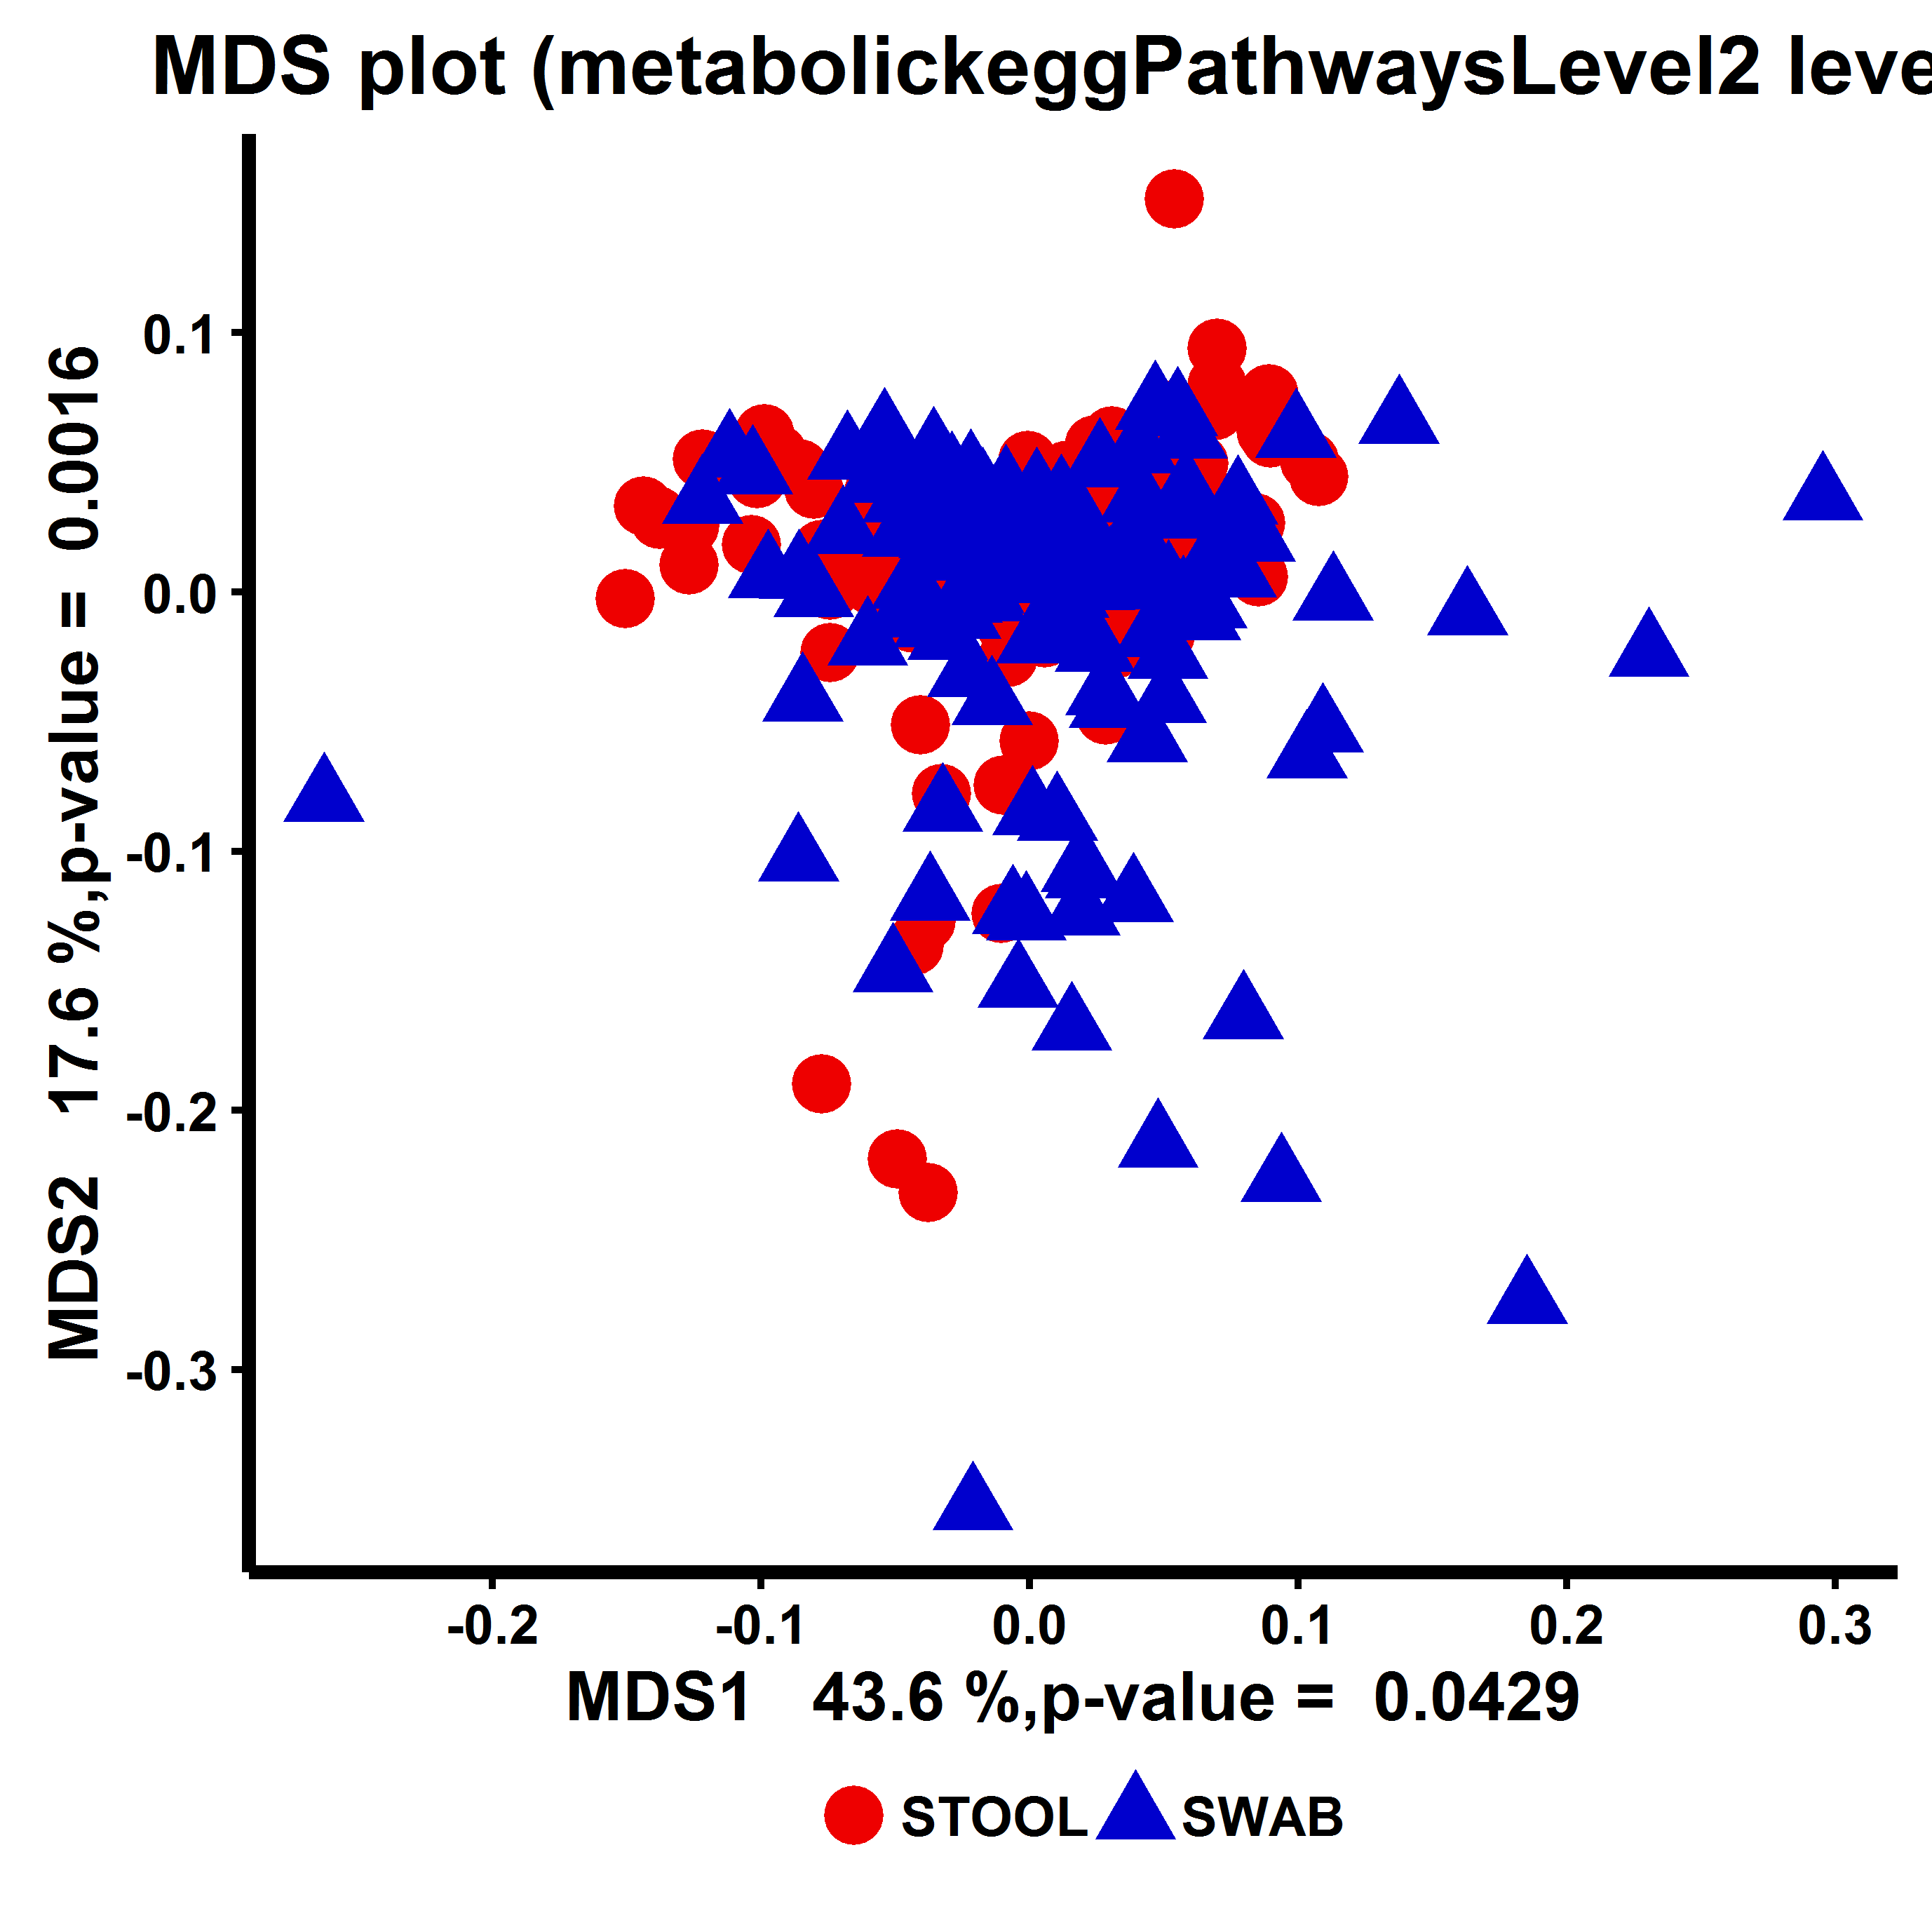 MDS plot (metabolickeggPathwaysLevel2 leve
MDS2 17.6 %,p-value = 0.0016
0.1
0.0
-0.1
-0.2
-0.3
-0.2 -0.1 0.0 0.1 0.2 0.3
MDS1 43.6 %,p-value = 0.0429
STOOL SWAB